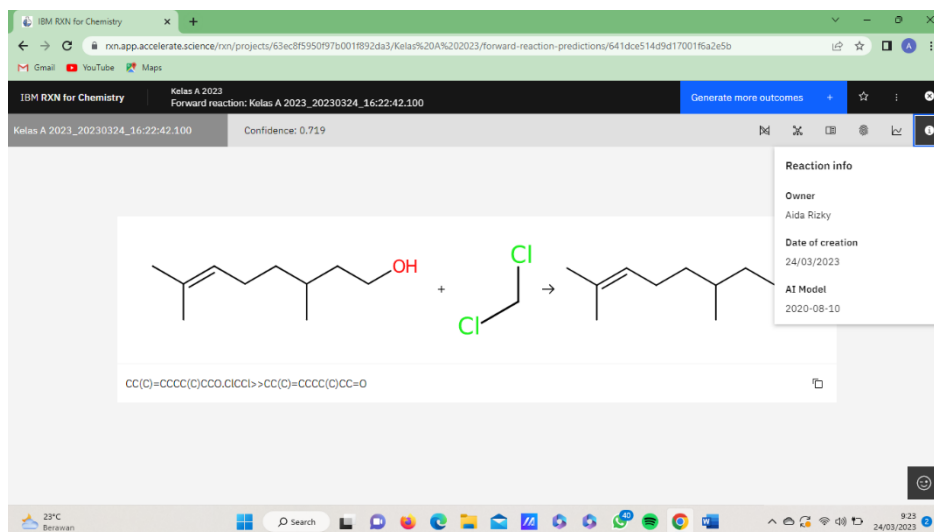 IBM RXN for Chemistry
rxn.app.accelerate.science/rxn/projects/63ec8f5950f97b001f892da3/Kelas%20A%202023/forward-reaction-predictions/641dce514d9d17001f6a2e5b
A
Gmail YouTube Maps
IBM RXN for Chemistry
Kelas A 2023
Forward reaction: Kelas A 2023_20230324_16:22:42.100
Generate more outcomes +
Kelas A 2023_20230324_16:22:42.100
Confidence: 0.719
Reaction info
Owner
Aida Rizky
Date of creation
24/03/2023
AI Model
2020-08-10
OH
+
Cl
Cl
CC(C)=CCCC(C)CCO.ClCCl>>CC(C)=CCCC(C)CC=O
23°C
Berawan
Search
40
9:23
24/03/2023
2